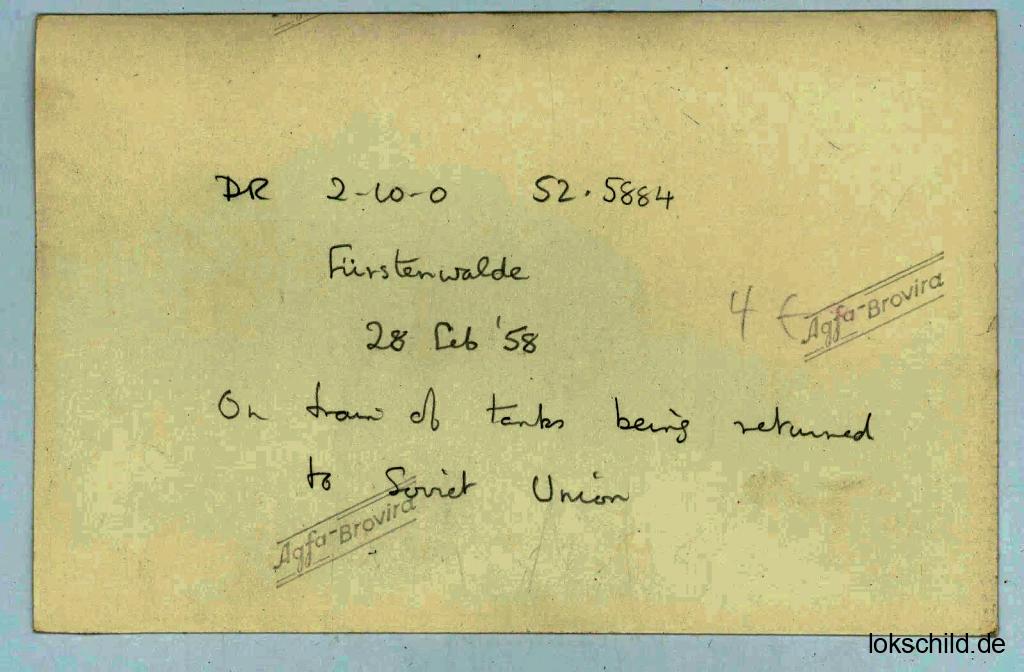 DR 2-10-0 52.5884
Fürstenwalde
28 Feb '58
4 €
Agfa-Brovira
On train of tanks being returned
to Soviet Union
Agfa-Brovira
lokschild.de